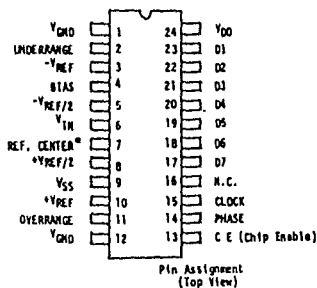 VGND 1 24 VDD
UNDERRANGE 2 23 D1
-VREF 3 22 D2
BIAS 4 21 D3
-VREF/2 5 20 D4
VIN 6 19 D5
REF. CENTER* 7 18 D6
+VREF/2 8 17 D7
VSS 9 16 N.C.
+VREF 10 15 CLOCK
OVERRANGE 11 14 PHASE
VGND 12 13 C E (Chip Enable)
Pin Assignment
(Top View)